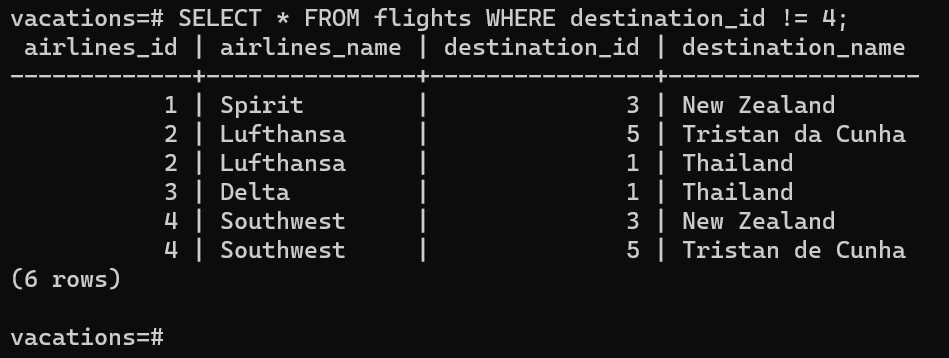 vacations=# SELECT * FROM flights WHERE destination_id != 4;
 airlines_id | airlines_name | destination_id | destination_name
-------------+---------------+----------------+------------------
           1 | Spirit        |              3 | New Zealand
           2 | Lufthansa     |              5 | Tristan da Cunha
           2 | Lufthansa     |              1 | Thailand
           3 | Delta         |              1 | Thailand
           4 | Southwest     |              3 | New Zealand
           4 | Southwest     |              5 | Tristan de Cunha
(6 rows)

vacations=#